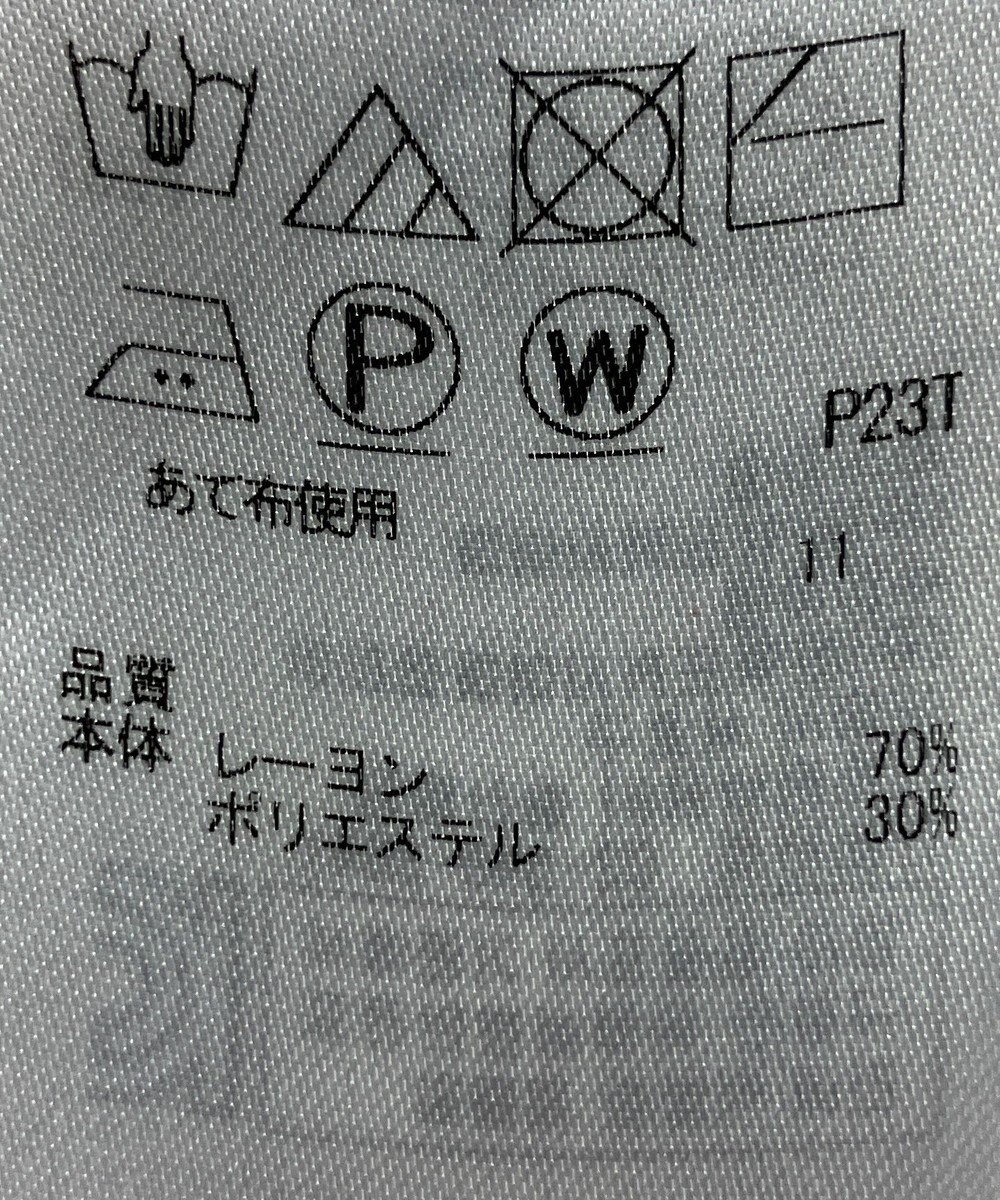 P W
P23T
あて布使用
11
品質
本体 レーヨン 70%
ポリエステル 30%